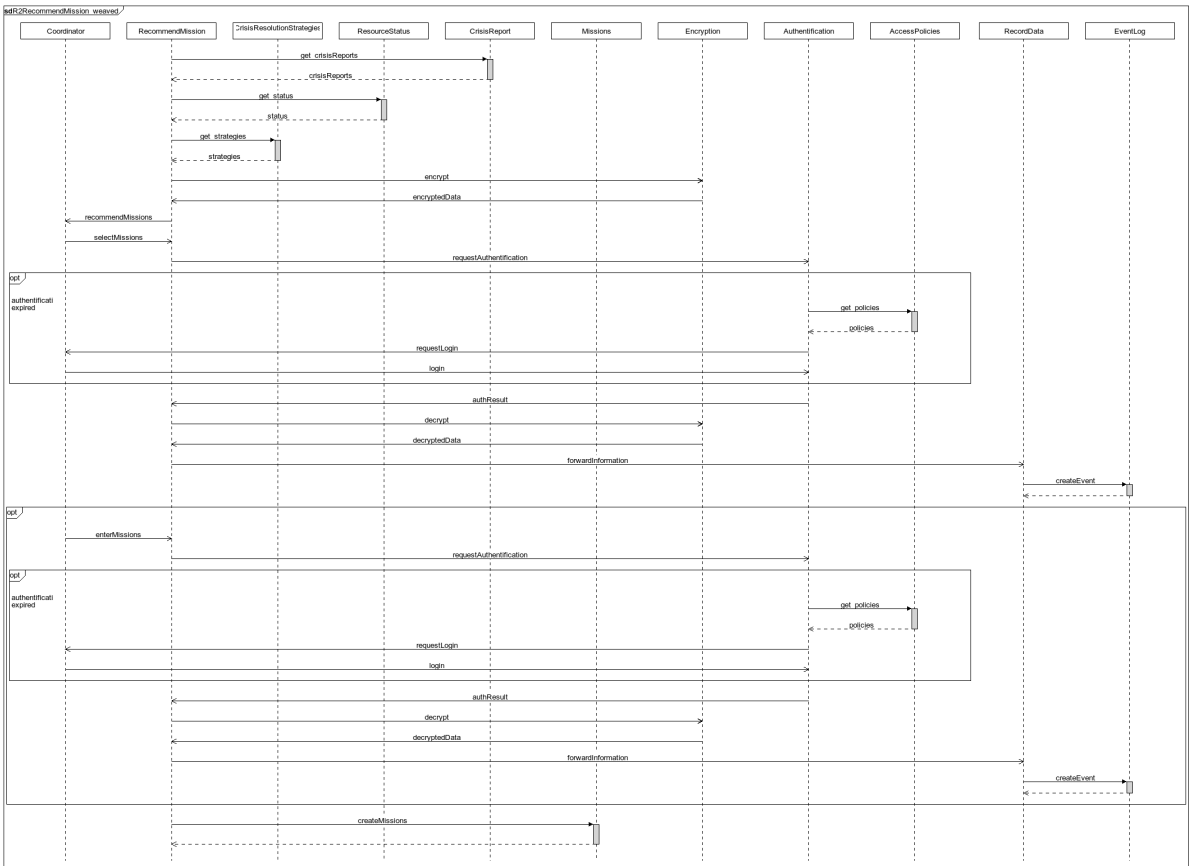 sdR2RecommendMission_weaved
Coordinator
RecommendMission
CrisisResolutionStrategies
ResourceStatus
CrisisReport
Missions
Encryption
Authentification
AccessPolicies
RecordData
EventLog
get_crisisReports
crisisReports
get_status
status
get_strategies
strategies
encrypt
encryptedData
recommendMissions
selectMissions
requestAuthentification
opt
authentificati
expired
get_policies
policies
requestLogin
login
authResult
decrypt
decryptedData
forwardInformation
createEvent
opt
enterMissions
requestAuthentification
opt
authentificati
expired
get_policies
policies
requestLogin
login
authResult
decrypt
decryptedData
forwardInformation
createEvent
createMissions